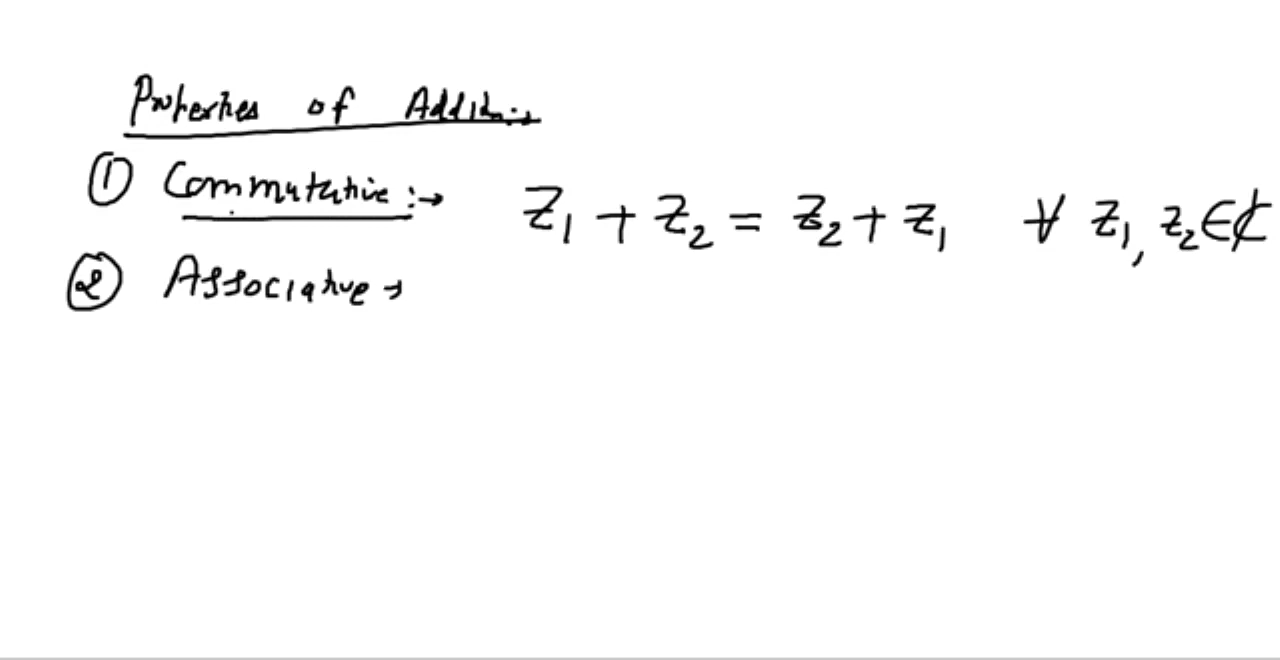 Properties of Addition:→
① Commutative :→ Z₁ + Z₂ = Z₂ + Z₁ ∀ Z₁, Z₂ ∈ ℂ
② Associative →